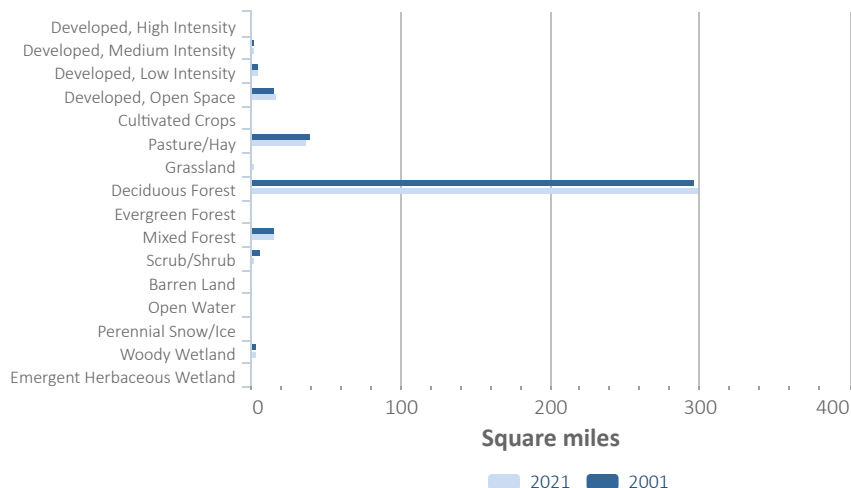 Developed, High Intensity
Developed, Medium Intensity
Developed, Low Intensity
Developed, Open Space
Cultivated Crops
Pasture/Hay
Grassland
Deciduous Forest
Evergreen Forest
Mixed Forest
Scrub/Shrub
Barren Land
Open Water
Perennial Snow/Ice
Woody Wetland
Emergent Herbaceous Wetland
0 100 200 300 400
Square miles
2021 2001